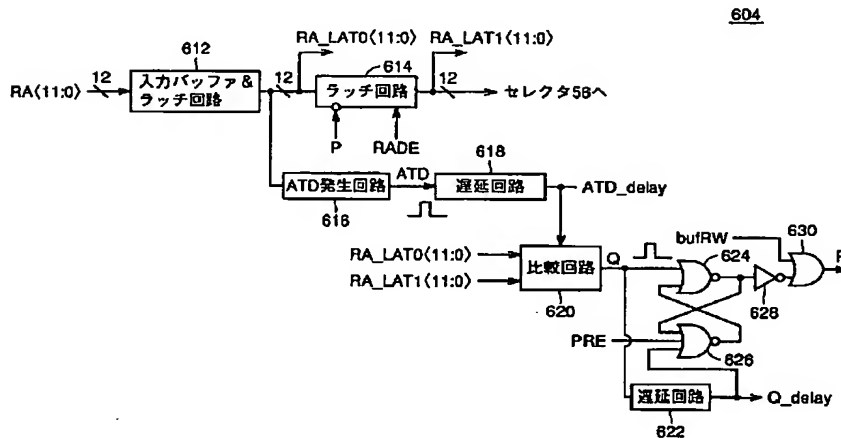 604
RA_LAT0〈11:0〉
RA_LAT1〈11:0〉
612
614
12
12
12
RA〈11:0〉
入力バッファ&
ラッチ回路
ラッチ回路
セレクタ56へ
P
RADE
618
ATD
ATD発生回路
遅延回路
ATD_delay
616
630
bufRW
624
RA_LAT0〈11:0〉
Q
比較回路
RA_LAT1〈11:0〉
620
628
PRE
626
遅延回路
Q_delay
622